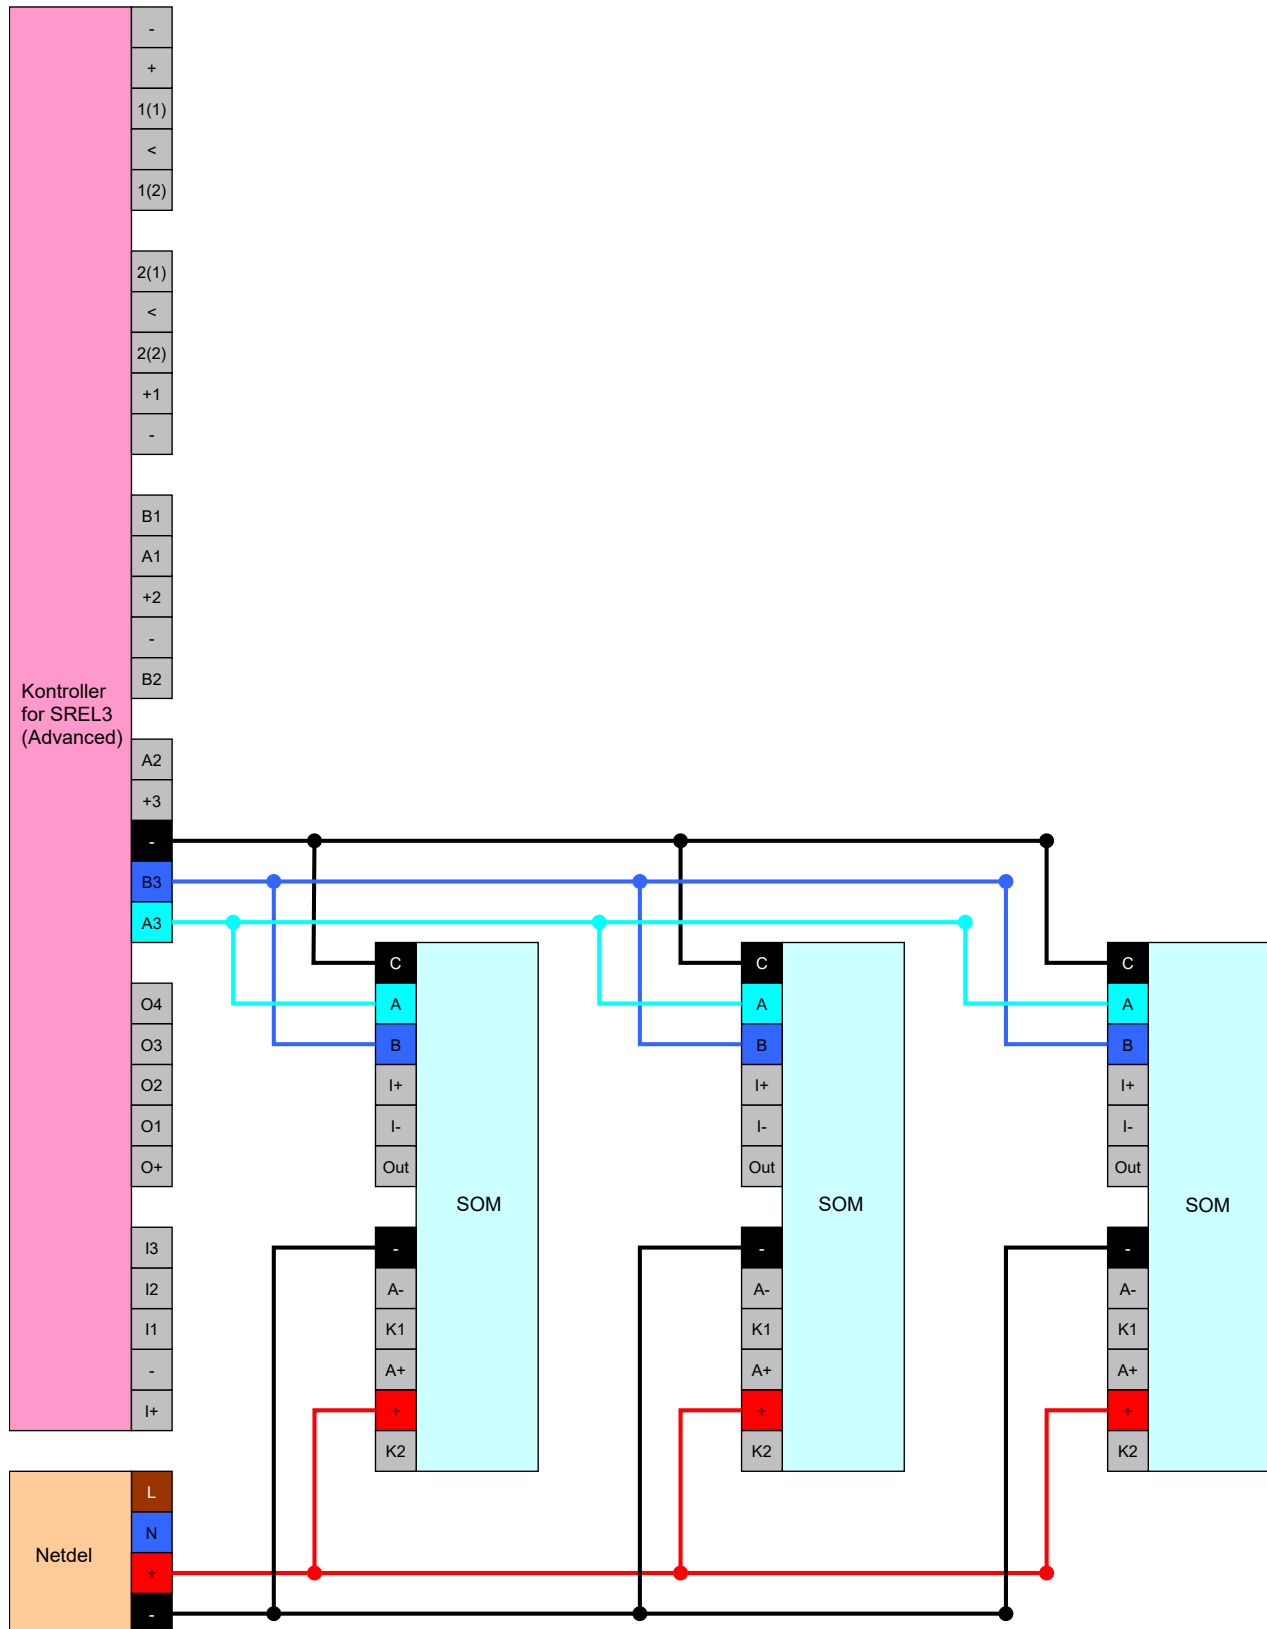 -
+
1(1)
<
1(2)
2(1)
<
2(2)
+1
-
B1
A1
+2
-
B2
Kontroller
for SREL3
(Advanced)
A2
+3
-
B3
A3
O4
O3
O2
O1
O+
I3
I2
I1
-
I+
C
A
B
I+
I-
Out
SOM
-
A-
K1
A+
+
K2
C
A
B
I+
I-
Out
SOM
-
A-
K1
A+
+
K2
C
A
B
I+
I-
Out
SOM
-
A-
K1
A+
+
K2
Netdel
L
N
+
-